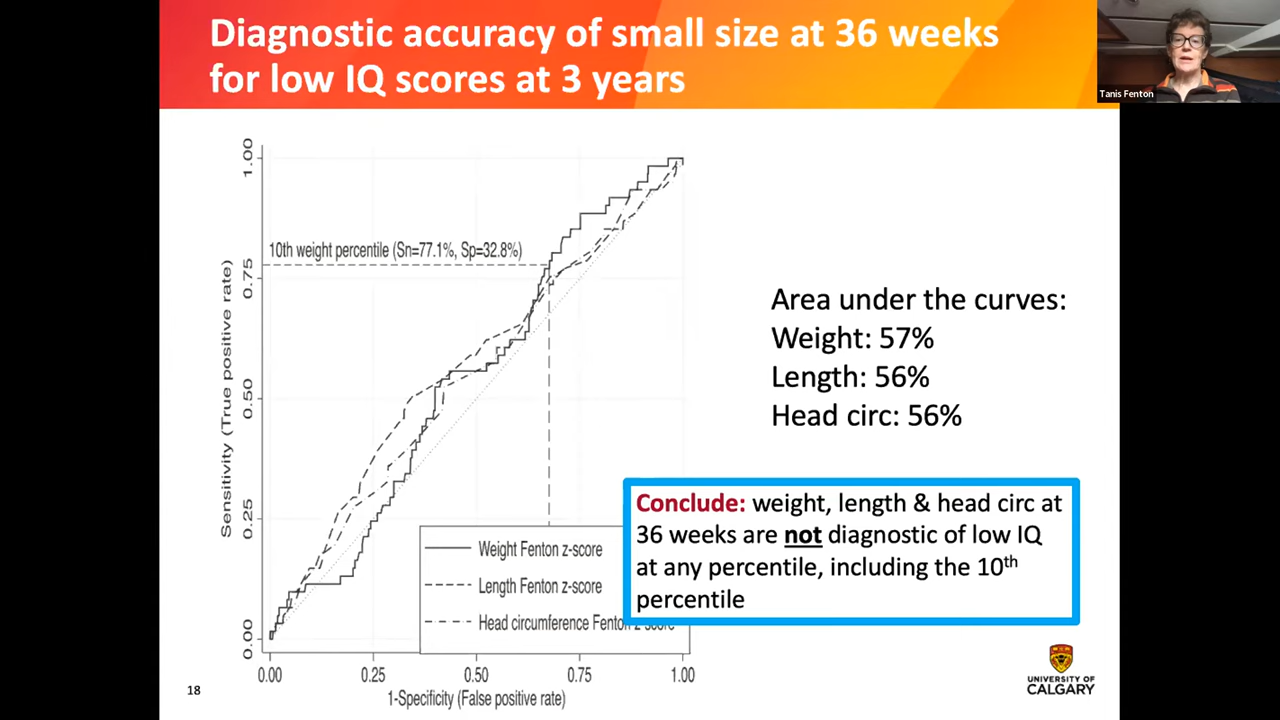 Diagnostic accuracy of small size at 36 weeks
for low IQ scores at 3 years
Tanis Fenton
1.00
0.75
0.50
0.25
0.00
Sensitivity (True positive rate)
10th weight percentile (Sn=77.1%, Sp=32.8%)
Weight Fenton z-score
Length Fenton z-score
Head circumference Fenton z-score
0.00
0.25
0.50
0.75
1.00
1-Specificity (False positive rate)
Area under the curves:
Weight: 57%
Length: 56%
Head circ: 56%
Conclude: weight, length & head circ at
36 weeks are not diagnostic of low IQ
at any percentile, including the 10th
percentile
18
UNIVERSITY OF
CALGARY